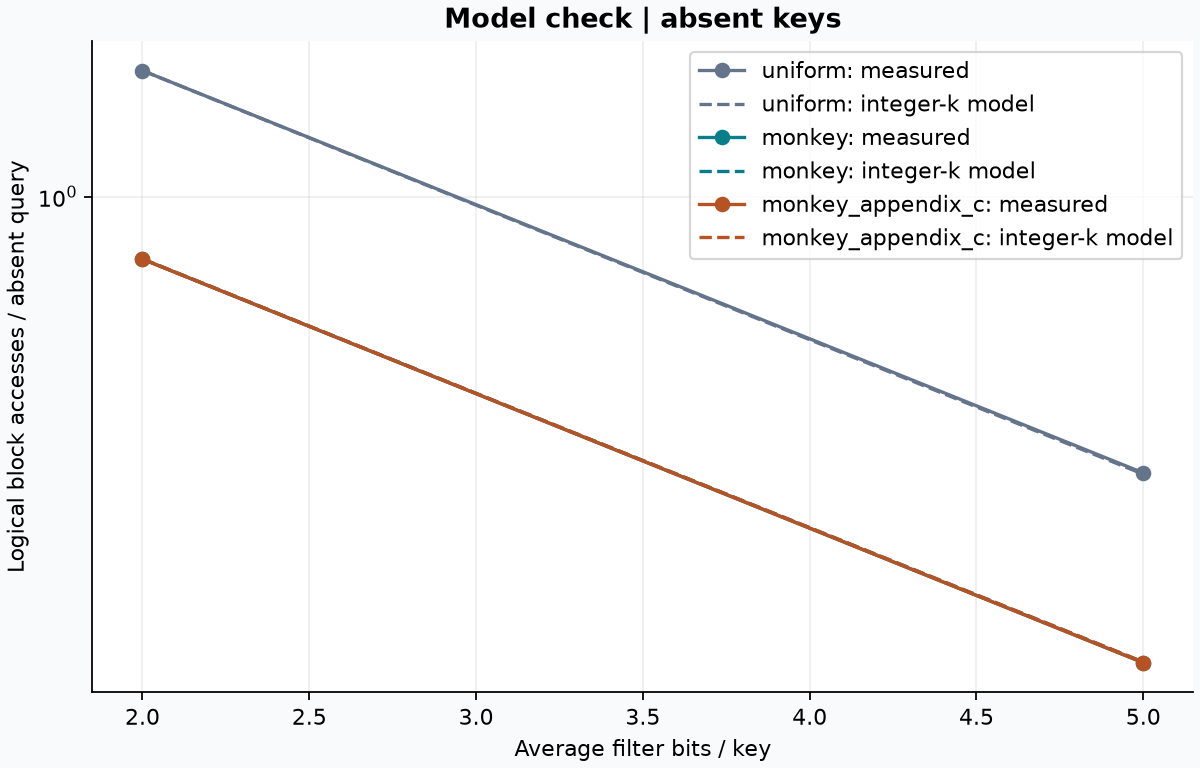 Model check | absent keys
uniform: measured
uniform: integer-k model
monkey: measured
monkey: integer-k model
monkey_appendix_c: measured
monkey_appendix_c: integer-k model
Logical block accesses / absent query
10⁰
2.0 2.5 3.0 3.5 4.0 4.5 5.0
Average filter bits / key